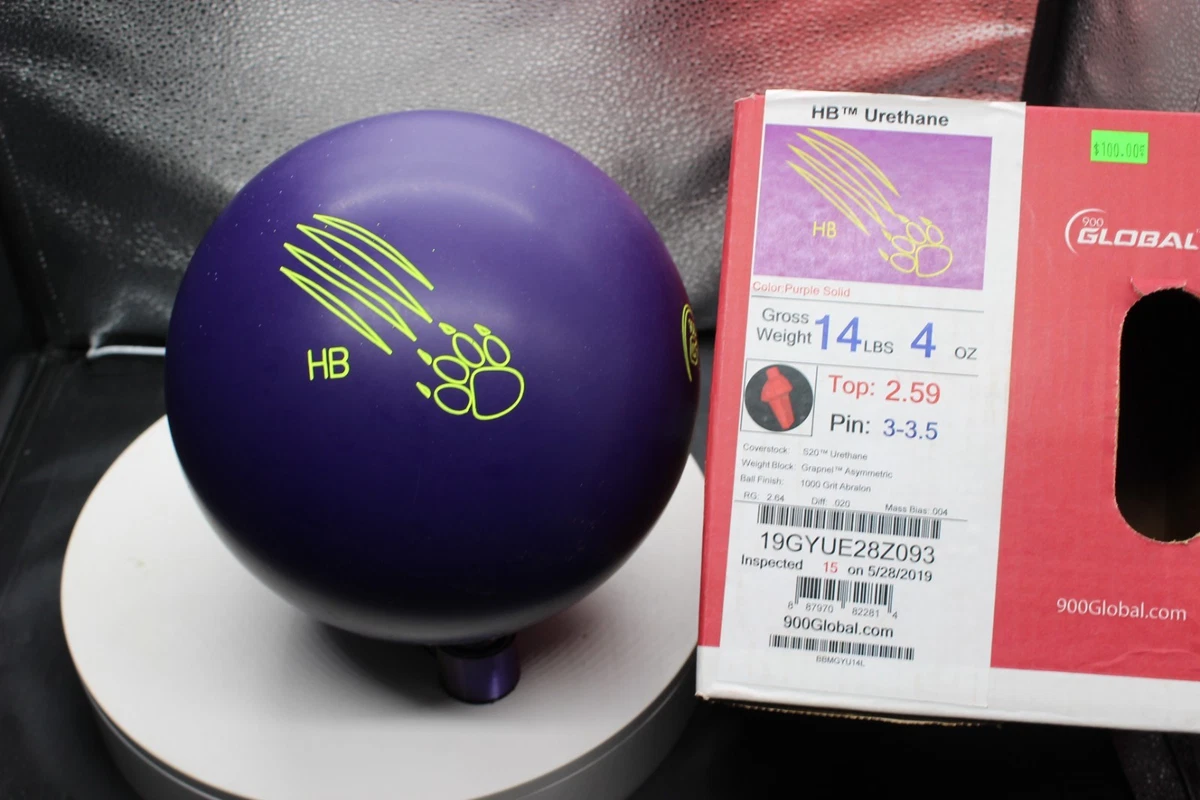 HB
HB™ Urethane
HB
Color:Purple Solid
Gross Weight 14 LBS 4 OZ
Top: 2.59
Pin: 3-3.5
Coverstock: S20™ Urethane
Weight Block: Grapnel™ Asymmetric
Ball Finish: 1000 Grit Abralon
RG: 2.64 Diff: .020 Mass Bias: .004
19GYUE28Z093
Inspected 15 on 5/28/2019
8 87970 82281 4
900Global.com
BBMGYU14L
$100.00
900
GLOBAL
900Global.com